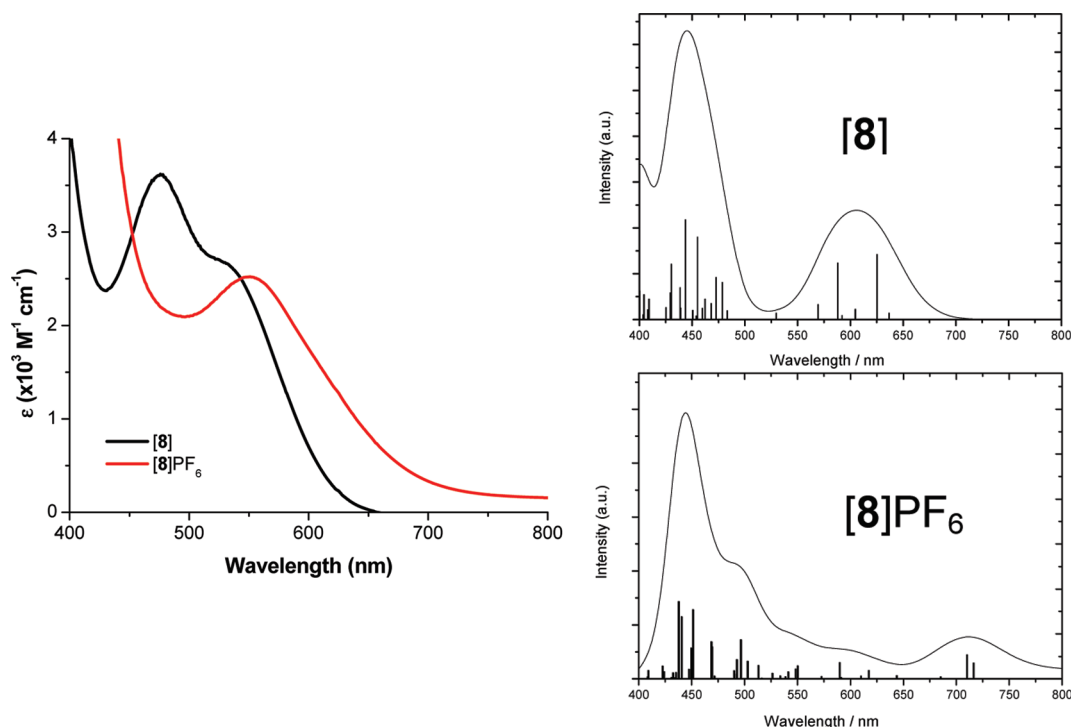 4
3
2
1
0
400
500
600
700
800
ε (x10³ M⁻¹ cm⁻¹)
Wavelength (nm)
[8]
[8]PF₆
Intensity (a.u.)
[8]
400 450 500 550 600 650 700 750 800
Wavelength / nm
Intensity (a.u.)
[8]PF₆
400 450 500 550 600 650 700 750 800
Wavelength / nm